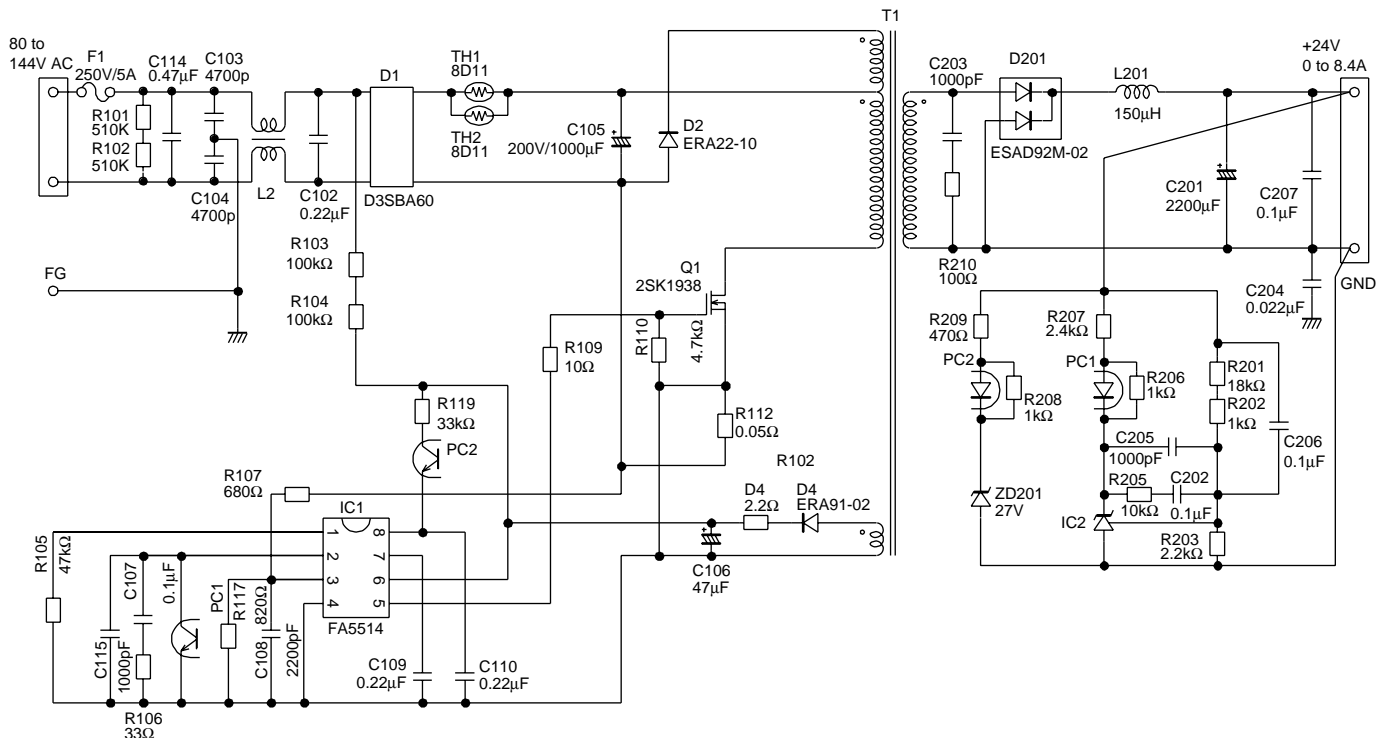 T1
80 to
144V AC
F1
250V/5A
C114
0.47µF
C103
4700p
D1
TH1
8D11
C203
1000pF
D201
L201
+24V
0 to 8.4A
R101
510K
R102
510K
TH2
8D11
C105
200V/1000µF
D2
ERA22-10
150µH
ESAD92M-02
C104
4700p
L2
C102
0.22µF
D3SBA60
C201
2200µF
C207
0.1µF
R103
100kΩ
FG
R104
100kΩ
Q1
2SK1938
R210
100Ω
C204
0.022µF
GND
R110
4.7kΩ
R109
10Ω
R209
470Ω
R207
2.4kΩ
PC2
PC1
R201
18kΩ
R208
1kΩ
R206
1kΩ
R202
1kΩ
R119
33kΩ
R112
0.05Ω
PC2
C205
1000pF
C206
0.1µF
R102
R107
680Ω
D4
2.2Ω
D4
ERA91-02
R205
10kΩ
C202
0.1µF
ZD201
27V
IC2
R203
2.2kΩ
IC1
R105
47kΩ
1
2
3
4
8
7
6
5
FA5514
C106
47µF
C107
0.1µF
PC1
R117
820Ω
C115
1000pF
C108
2200pF
C109
0.22µF
C110
0.22µF
R106
33Ω